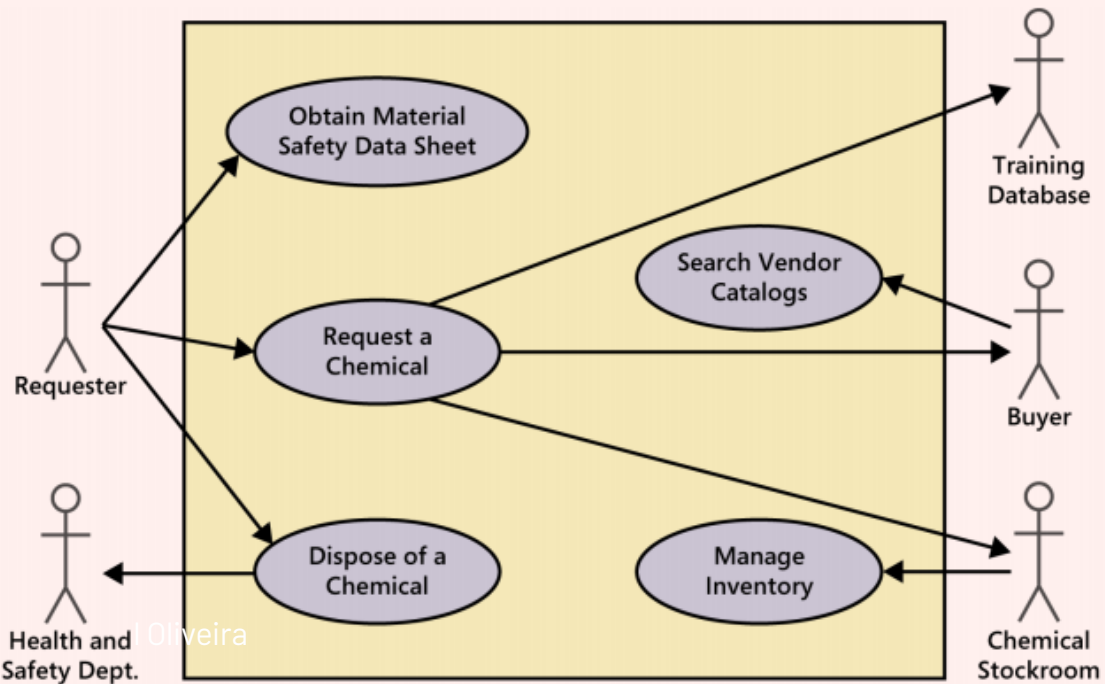 Obtain Material
Safety Data Sheet
Training
Database
Search Vendor
Catalogs
Request a
Chemical
Requester
Buyer
Dispose of a
Chemical
Manage
Inventory
Health and
Safety Dept.
l Oliveira
Chemical
Stockroom